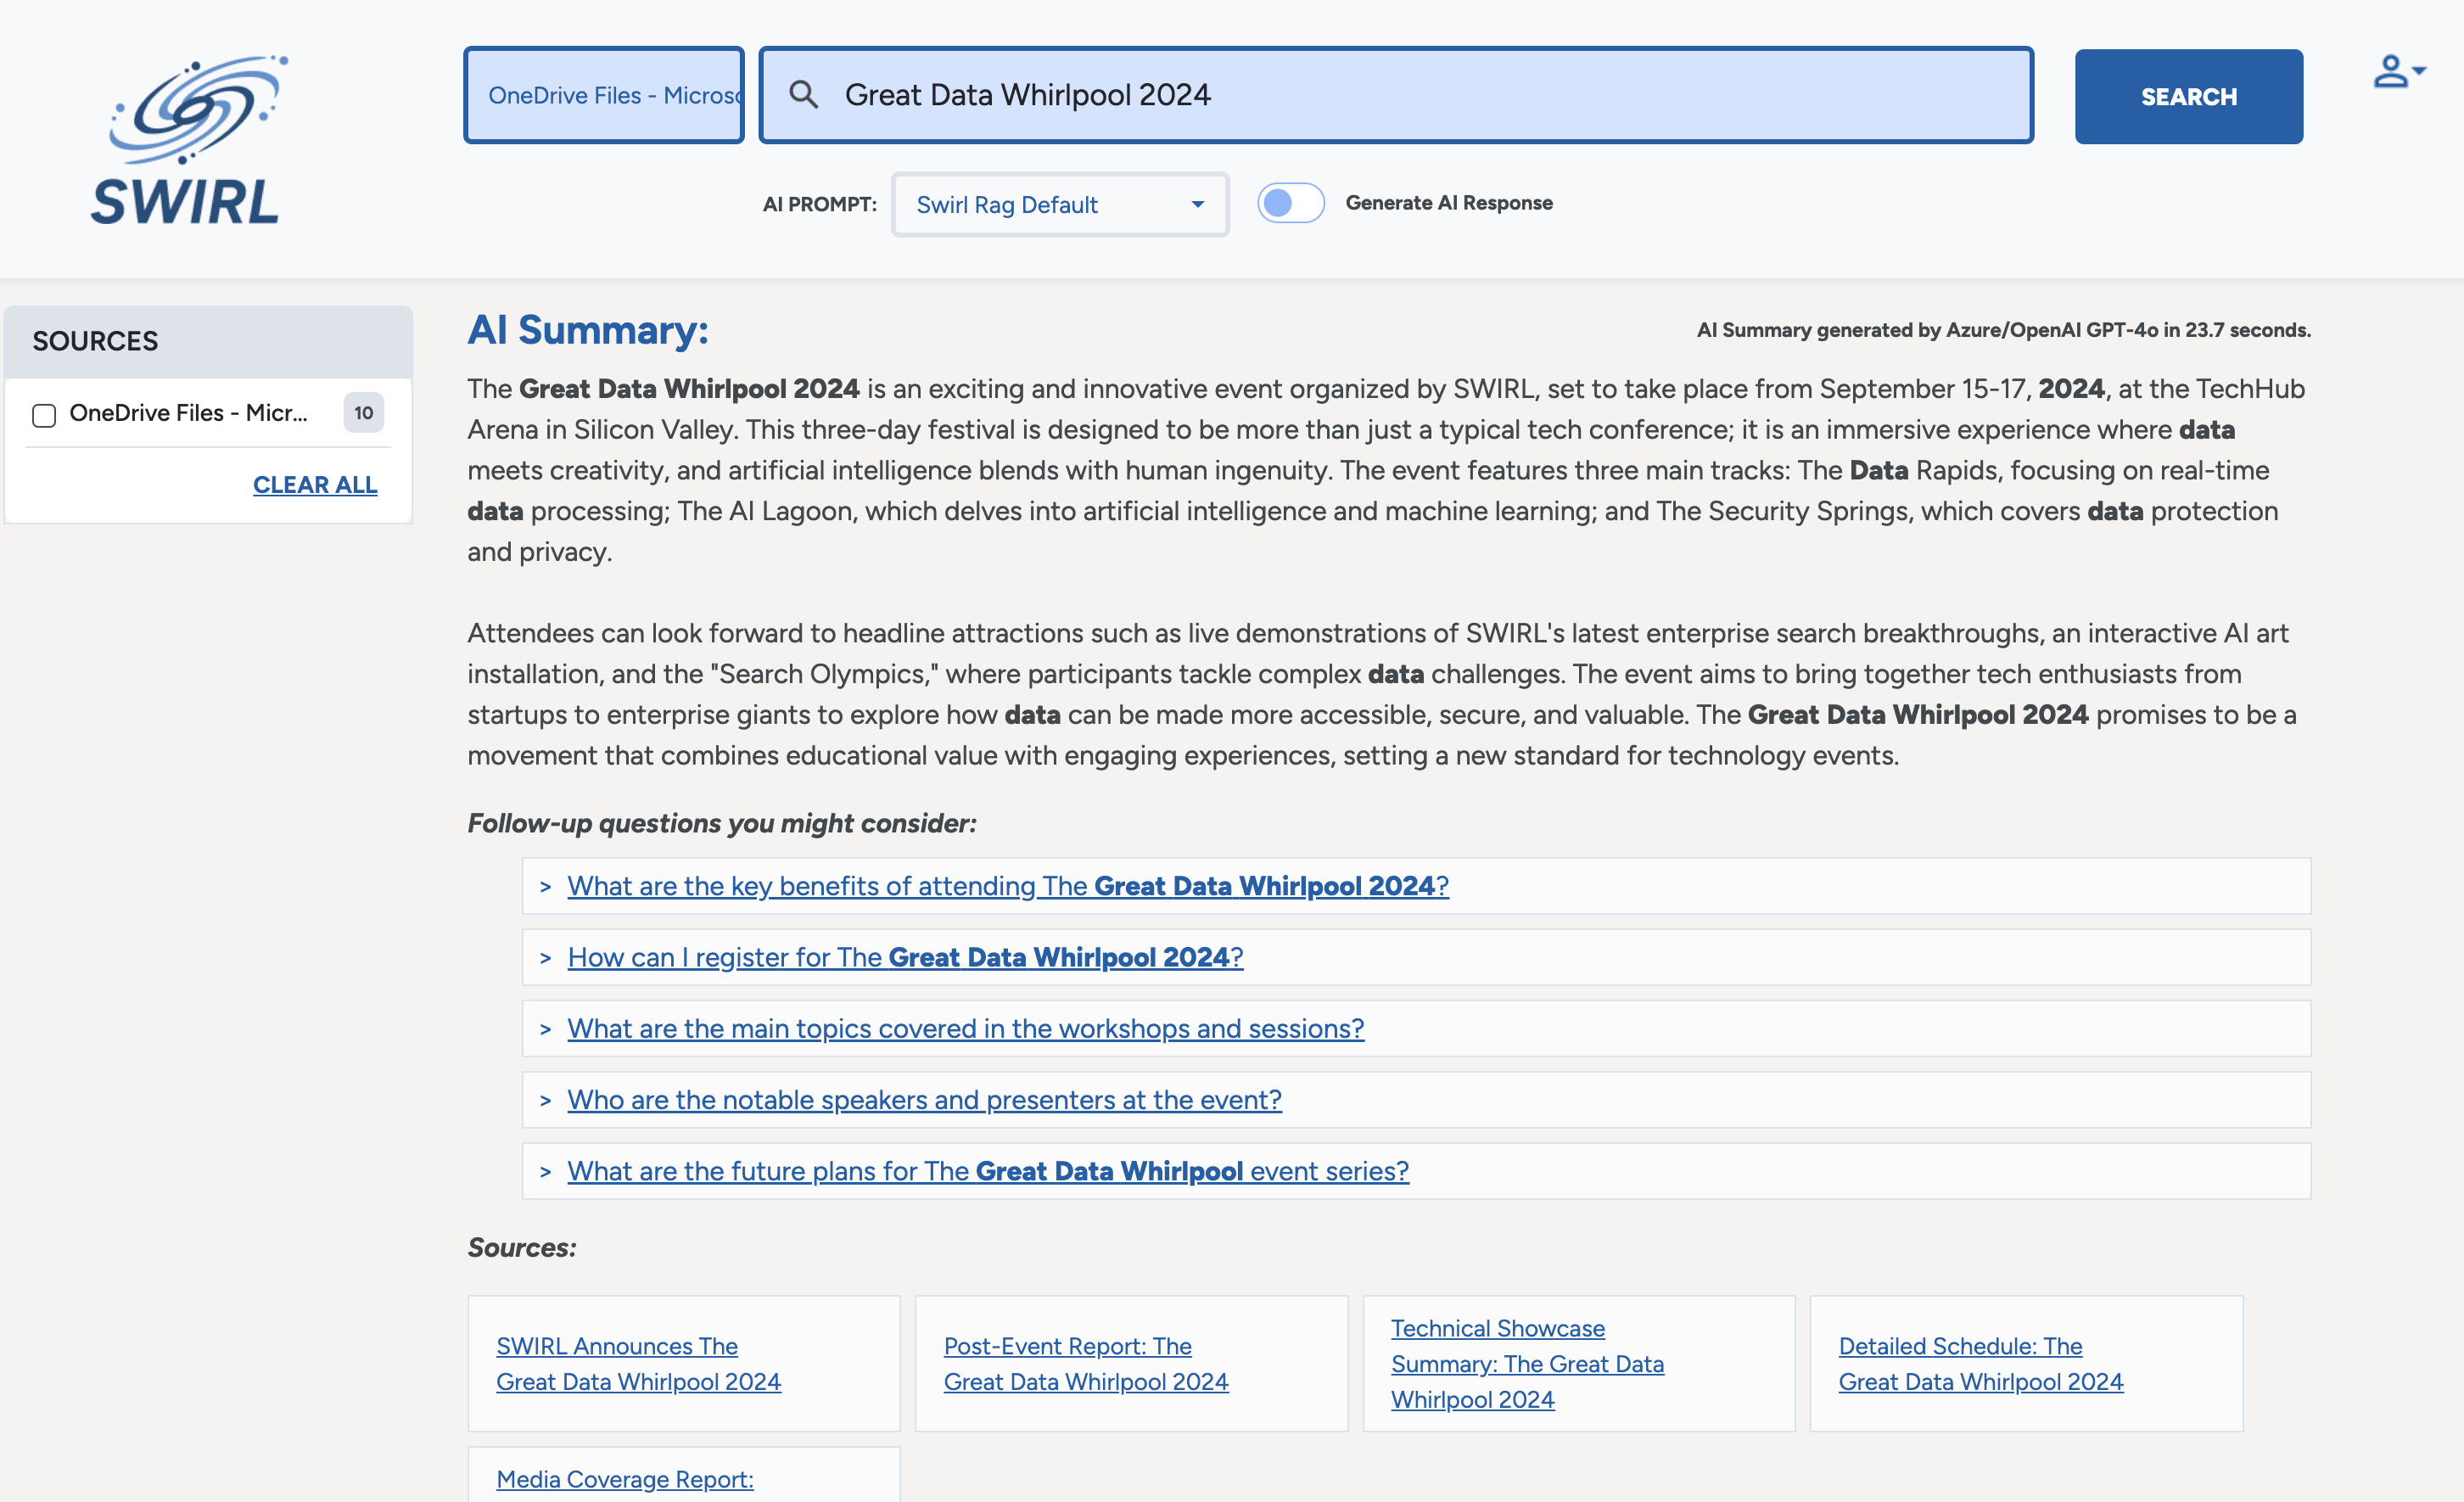 SWIRL
OneDrive Files - Microso
Great Data Whirlpool 2024
SEARCH
AI PROMPT:
Swirl Rag Default
Generate AI Response
SOURCES
OneDrive Files - Micr...
10
CLEAR ALL
AI Summary:
AI Summary generated by Azure/OpenAI GPT-4o in 23.7 seconds.
The Great Data Whirlpool 2024 is an exciting and innovative event organized by SWIRL, set to take place from September 15-17, 2024, at the TechHub
Arena in Silicon Valley. This three-day festival is designed to be more than just a typical tech conference; it is an immersive experience where data
meets creativity, and artificial intelligence blends with human ingenuity. The event features three main tracks: The Data Rapids, focusing on real-time
data processing; The AI Lagoon, which delves into artificial intelligence and machine learning; and The Security Springs, which covers data protection
and privacy.
Attendees can look forward to headline attractions such as live demonstrations of SWIRL's latest enterprise search breakthroughs, an interactive AI art
installation, and the "Search Olympics," where participants tackle complex data challenges. The event aims to bring together tech enthusiasts from
startups to enterprise giants to explore how data can be made more accessible, secure, and valuable. The Great Data Whirlpool 2024 promises to be a
movement that combines educational value with engaging experiences, setting a new standard for technology events.
Follow-up questions you might consider:
> What are the key benefits of attending The Great Data Whirlpool 2024?
> How can I register for The Great Data Whirlpool 2024?
> What are the main topics covered in the workshops and sessions?
> Who are the notable speakers and presenters at the event?
> What are the future plans for The Great Data Whirlpool event series?
Sources:
SWIRL Announces The
Great Data Whirlpool 2024
Post-Event Report: The
Great Data Whirlpool 2024
Technical Showcase
Summary: The Great Data
Whirlpool 2024
Detailed Schedule: The
Great Data Whirlpool 2024
Media Coverage Report: